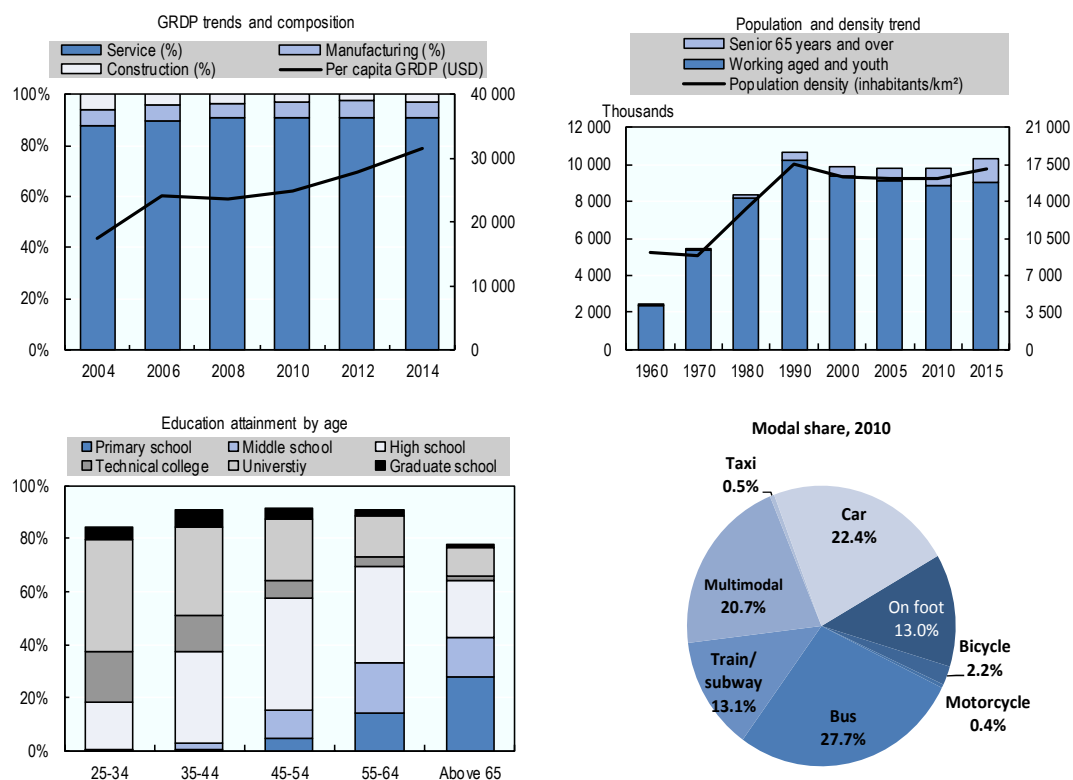 GRDP trends and composition
Service (%)
Manufacturing (%)
Construction (%)
Per capita GRDP (USD)
100%
80%
60%
40%
20%
0%
40 000
30 000
20 000
10 000
0
2004 2006 2008 2010 2012 2014
Population and density trend
Senior 65 years and over
Working aged and youth
Population density (inhabitants/km²)
Thousands
12 000
10 000
8 000
6 000
4 000
2 000
0
21 000
17 500
14 000
10 500
7 000
3 500
0
1960 1970 1980 1990 2000 2005 2010 2015
Education attainment by age
Primary school
Middle school
High school
Technical college
Universtiy
Graduate school
100%
80%
60%
40%
20%
0%
25-34 35-44 45-54 55-64 Above 65
Modal share, 2010
Taxi
0.5%
Car
22.4%
On foot
13.0%
Bicycle
2.2%
Motorcycle
0.4%
Bus
27.7%
Train/
subway
13.1%
Multimodal
20.7%